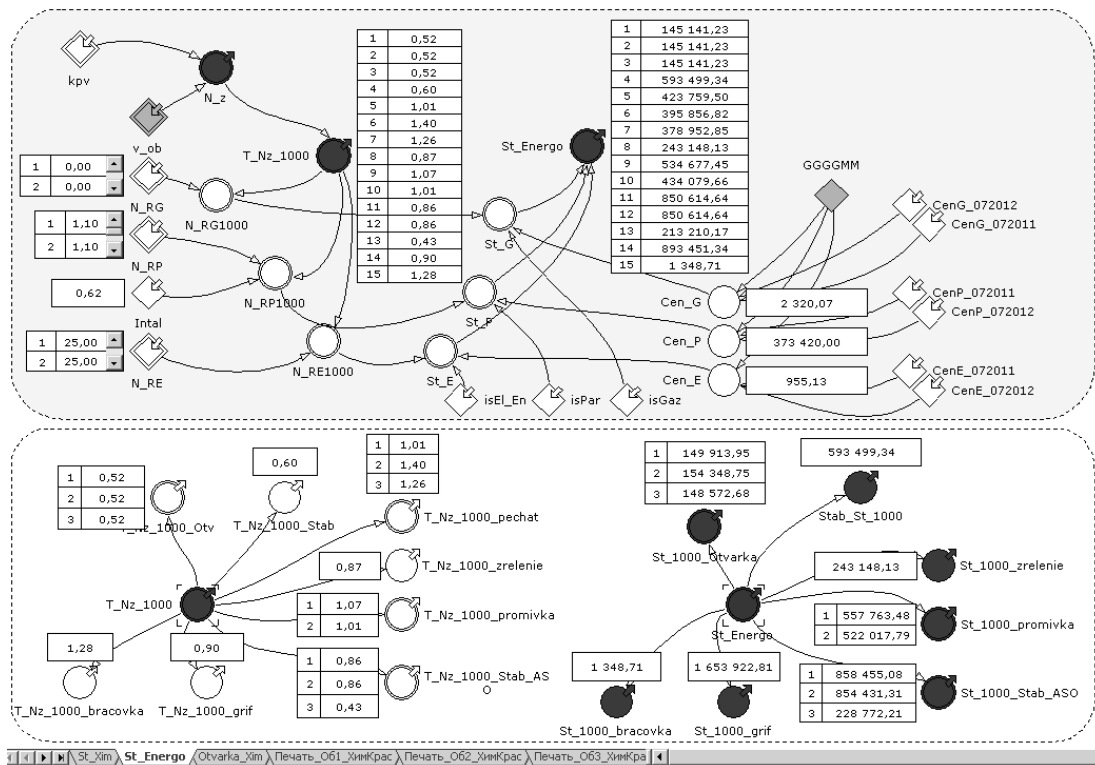 kpv
N_z
v_ob
T_Nz_1000
1 0,00
2 0,00
N_RG
N_RG1000
1 1,10
2 1,10
N_RP
N_RP1000
0,62
Intal
1 25,00
2 25,00
N_RE
N_RE1000
1 0,52
2 0,52
3 0,52
4 0,60
5 1,01
6 1,40
7 1,26
8 0,87
9 1,07
10 1,01
11 0,86
12 0,86
13 0,43
14 0,90
15 1,28
St_Energo
St_G
St_P
St_E
1 145 141,23
2 145 141,23
3 145 141,23
4 593 499,34
5 423 759,50
6 395 856,82
7 378 952,85
8 243 148,13
9 534 677,45
10 434 079,66
11 850 614,64
12 850 614,64
13 213 210,17
14 893 451,34
15 1 348,71
GGGGMM
CenG_072012
CenG_072011
Cen_G
2 320,07
CenP_072011
CenP_072012
Cen_P
373 420,00
CenE_072011
CenE_072012
Cen_E
955,13
isEl_En
isPar
isGaz
1 0,52
2 0,52
3 0,52
T_Nz_1000_Otv
0,60
T_Nz_1000_Stab
1 1,01
2 1,40
3 1,26
T_Nz_1000_pechat
0,87
T_Nz_1000_zrelenie
T_Nz_1000
1 1,07
2 1,01
T_Nz_1000_promivka
1 0,86
2 0,86
3 0,43
T_Nz_1000_Stab_AS
O
1,28
T_Nz_1000_bracovka
0,90
T_Nz_1000_grif
1 149 913,95
2 154 348,75
3 148 572,68
St_1000_Otvarka
593 499,34
Stab_St_1000
243 148,13
St_1000_zrelenie
St_Energo
1 557 763,48
2 522 017,79
St_1000_promivka
1 858 455,08
2 854 431,31
3 228 772,21
St_1000_Stab_ASO
1 348,71
St_1000_bracovka
1 653 922,81
St_1000_grif
St_Xim St_Energo Otvarka_Xim Печать_Об1_ХимКрас Печать_Об2_ХимКрас Печать_Об3_ХимКра